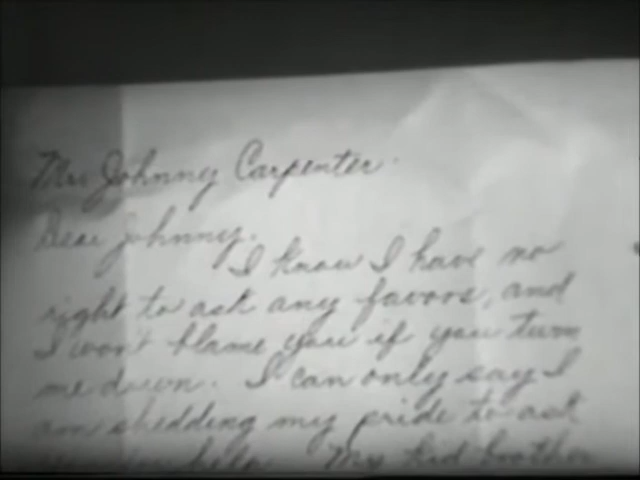 Mr. Johnny Carpenter.
Dear Johnny.
I know I have no
right to ask any favors, and
I won't blame you if you turn
me down. I can only say I
am shedding my pride to ask
help. My kid brother